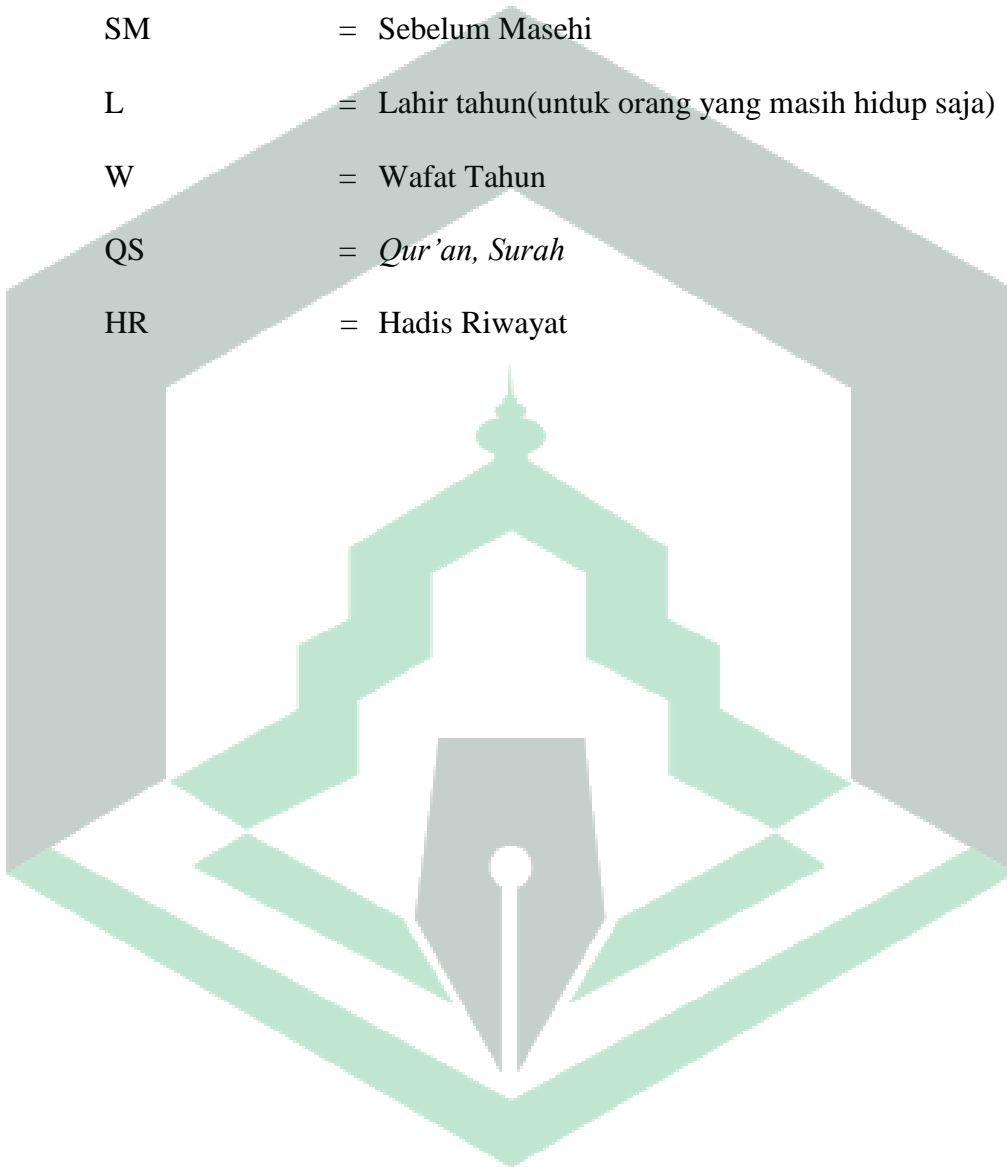 SM = Sebelum Masehi
L = Lahir tahun(untuk orang yang masih hidup saja)
W = Wafat Tahun
QS = Qur’an, Surah
HR = Hadis Riwayat